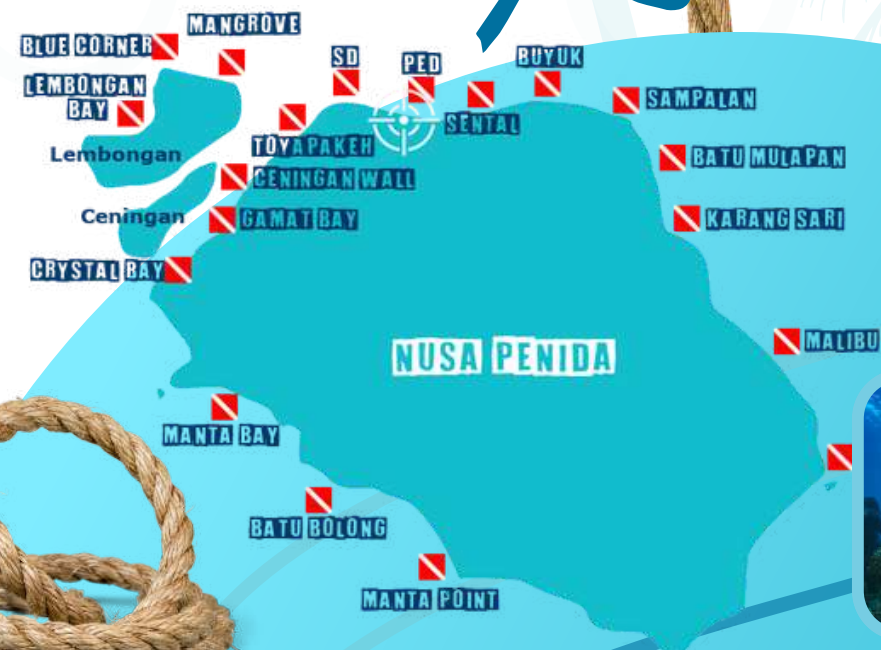 MANGROVE
BLUE CORNER
SD
PED
BUYUK
LEMBONGAN
BAY
SAMPALAN
SENTAL
TOYAPAKEH
Lembongan
BATU MULAPAN
CENINGAN WALL
Ceningan
GAMAT BAY
KARANG SARI
CRYSTAL BAY
MALIBU
NUSA PENIDA
MANTA BAY
BATU BOLONG
MANTA POINT